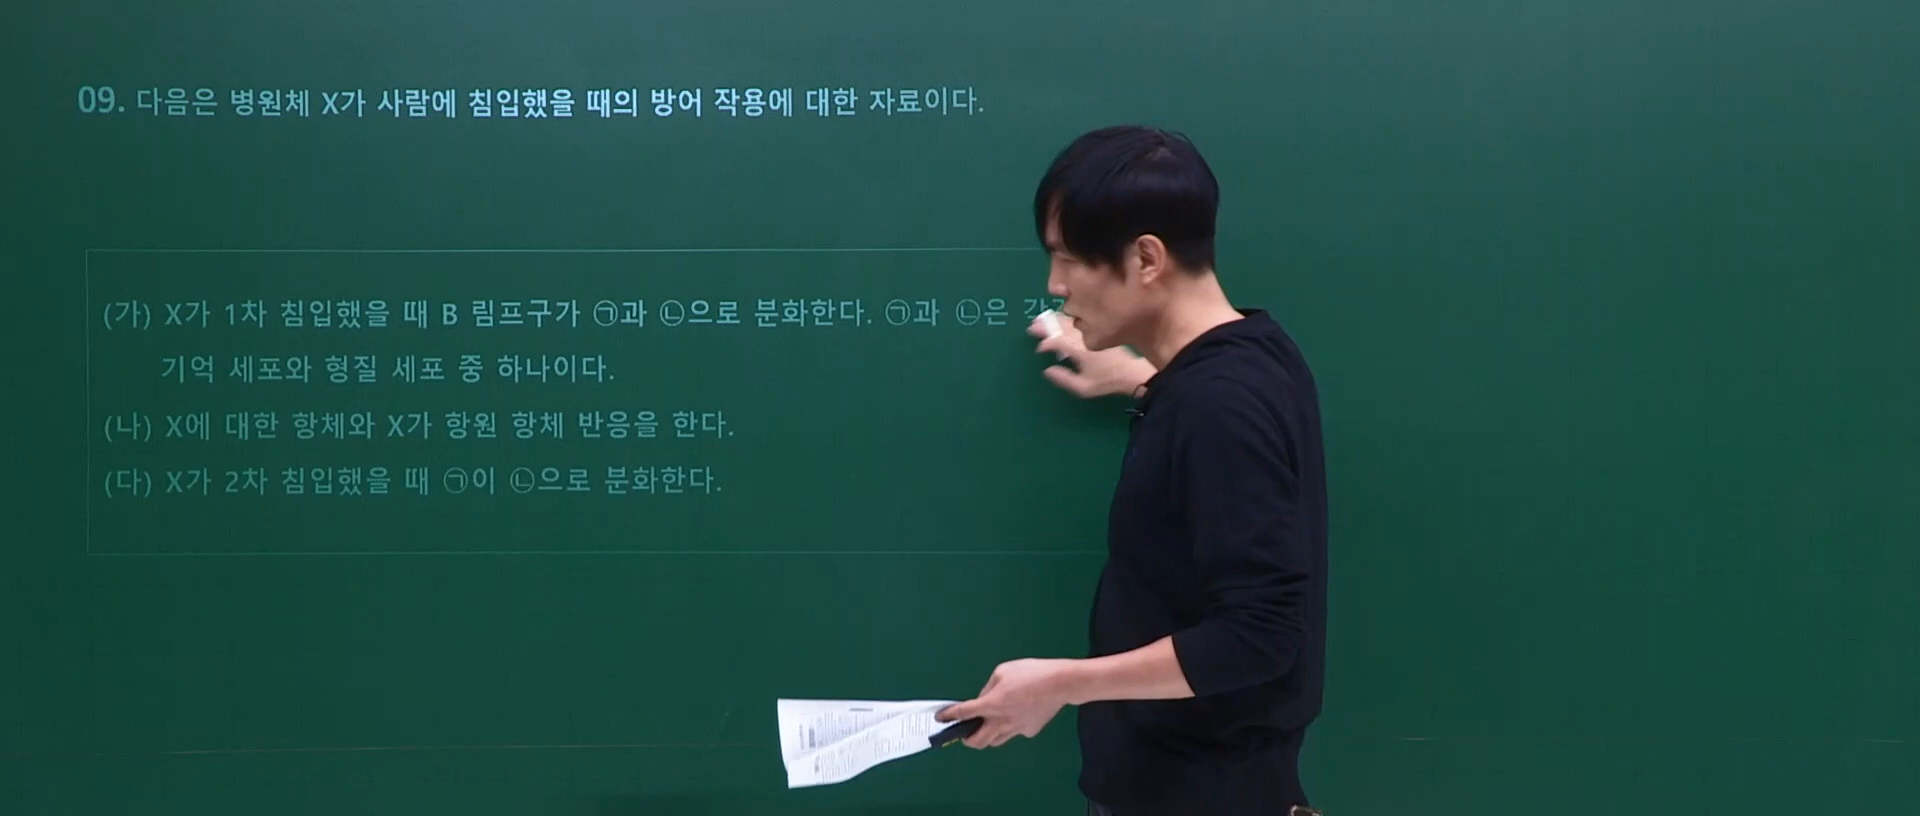 09. 다음은 병원체 X가 사람에 침입했을 때의 방어 작용에 대한 자료이다.
(가) X가 1차 침입했을 때 B 림프구가 ㉠과 ㉡으로 분화한다. ㉠과 ㉡은
기억 세포와 형질 세포 중 하나이다.
(나) X에 대한 항체와 X가 항원 항체 반응을 한다.
(다) X가 2차 침입했을 때 ㉠이 ㉡으로 분화한다.